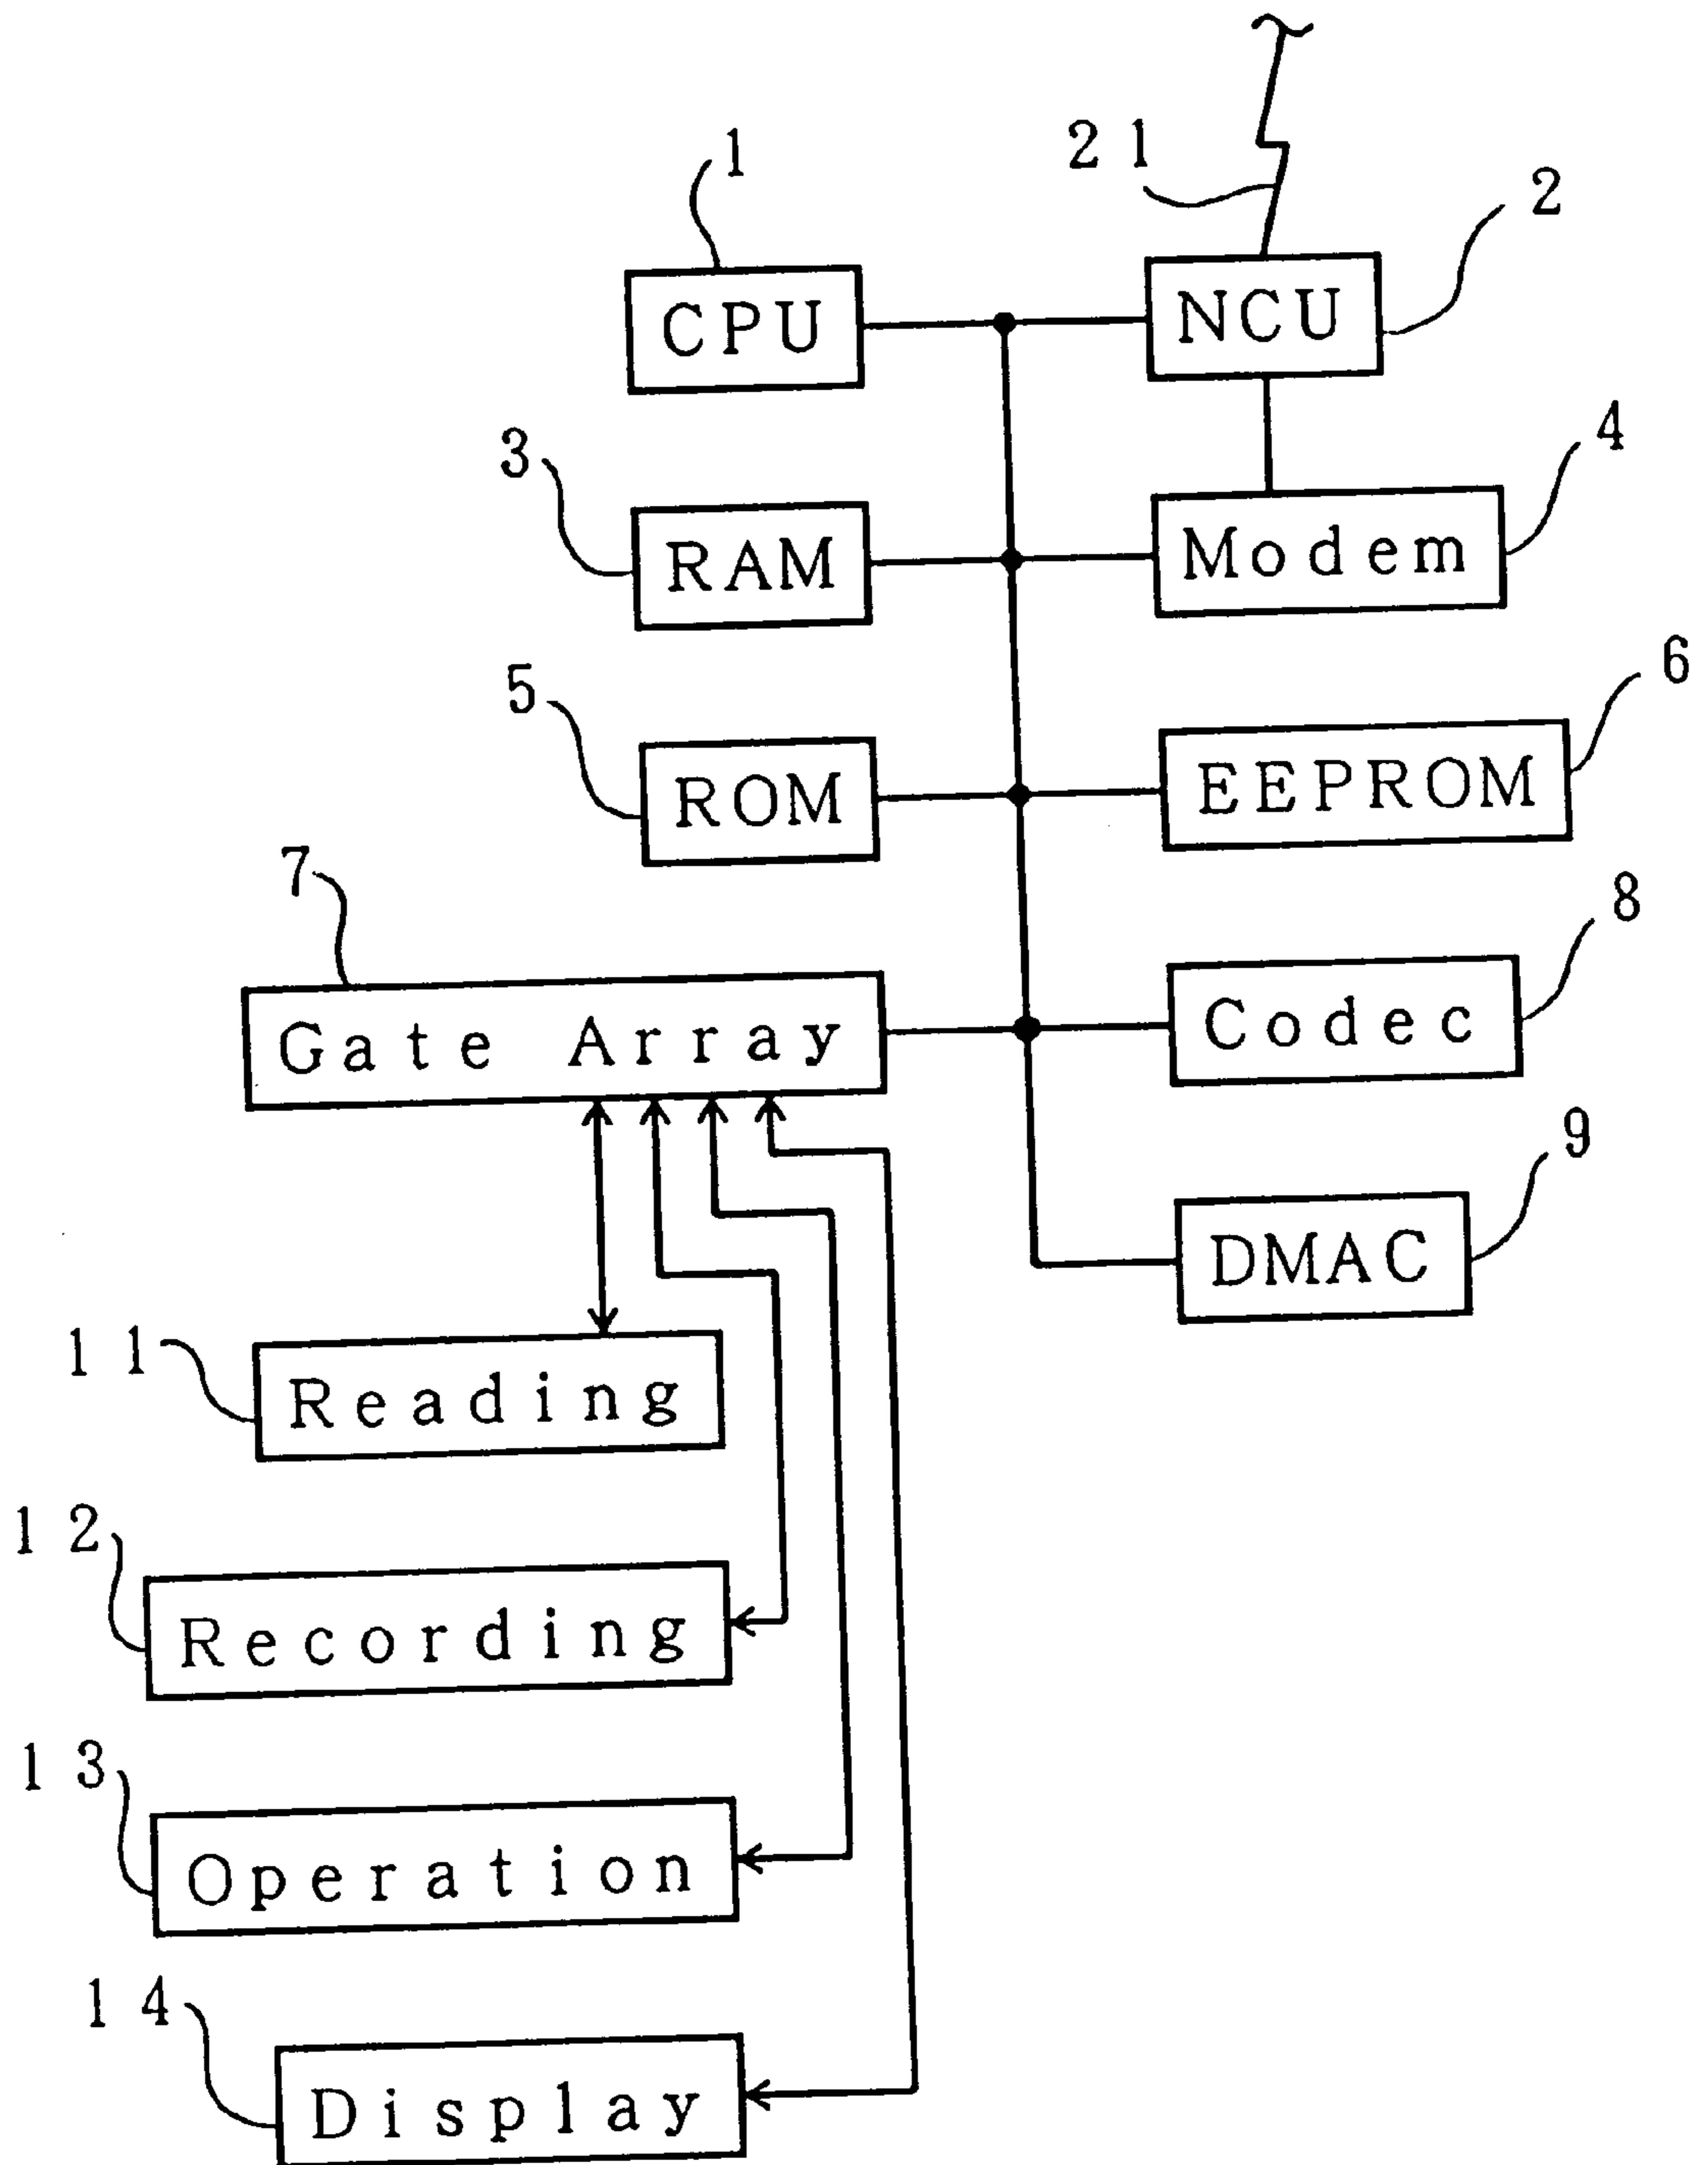 1
21
2
CPU
NCU
3
4
RAM
Modem
5
6
ROM
EEPROM
7
8
Gate Array
Codec
9
DMAC
11
Reading
12
Recording
13
Operation
14
Display